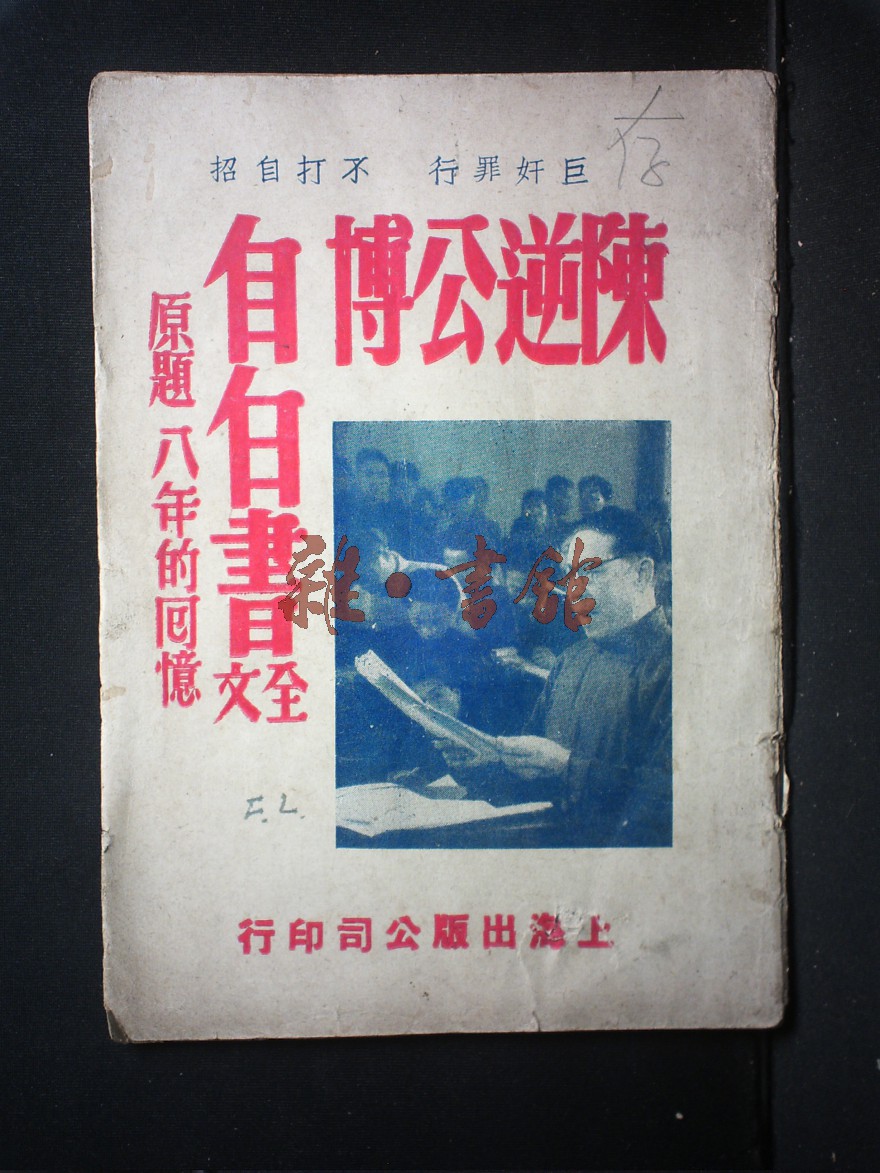 存
巨奸罪行 不打自招
陳逆公博
自白書全文
原題 八年的回憶
雜·書館
F.L.
上海出版公司印行